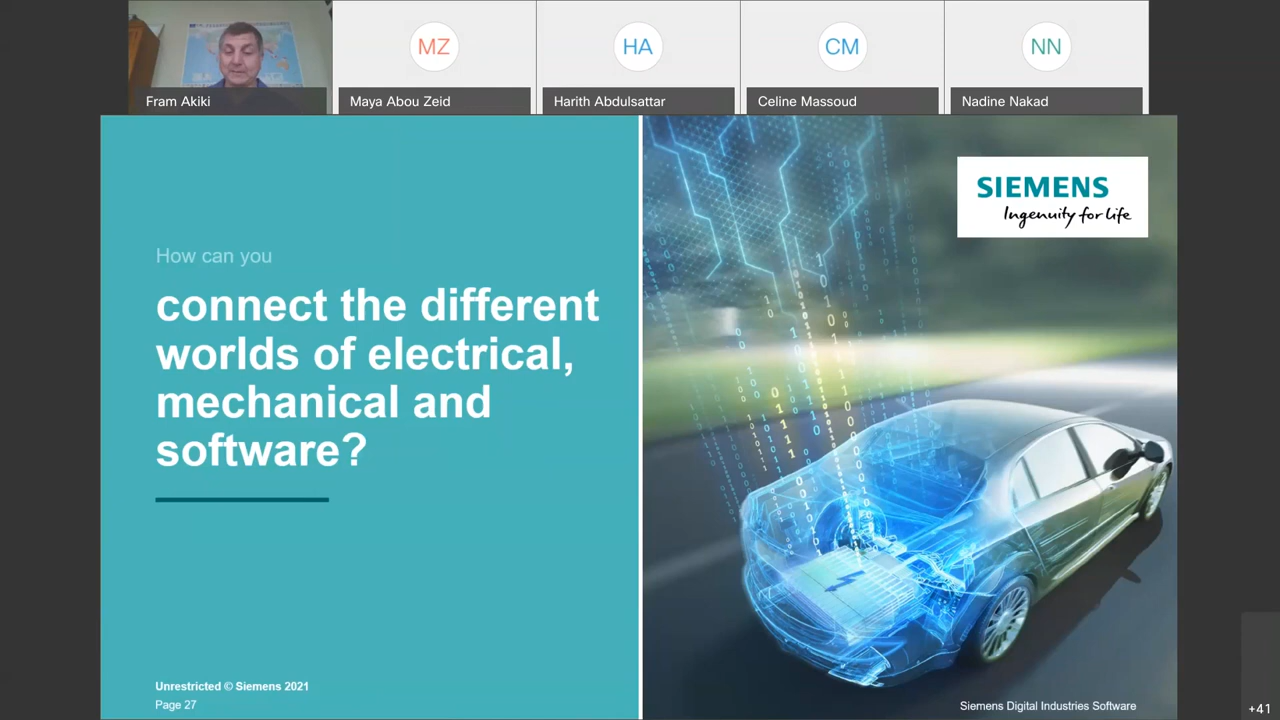 MZ
HA
CM
NN
Fram Akiki
Maya Abou Zeid
Harith Abdulsattar
Celine Massoud
Nadine Nakad
SIEMENS
Ingenuity for life
How can you
connect the different
worlds of electrical,
mechanical and
software?
Unrestricted © Siemens 2021
Page 27
Siemens Digital Industries Software
+41